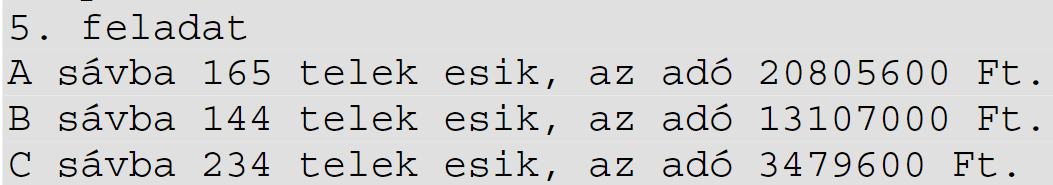 5. feladat
A sávba 165 telek esik, az adó 20805600 Ft.
B sávba 144 telek esik, az adó 13107000 Ft.
C sávba 234 telek esik, az adó 3479600 Ft.